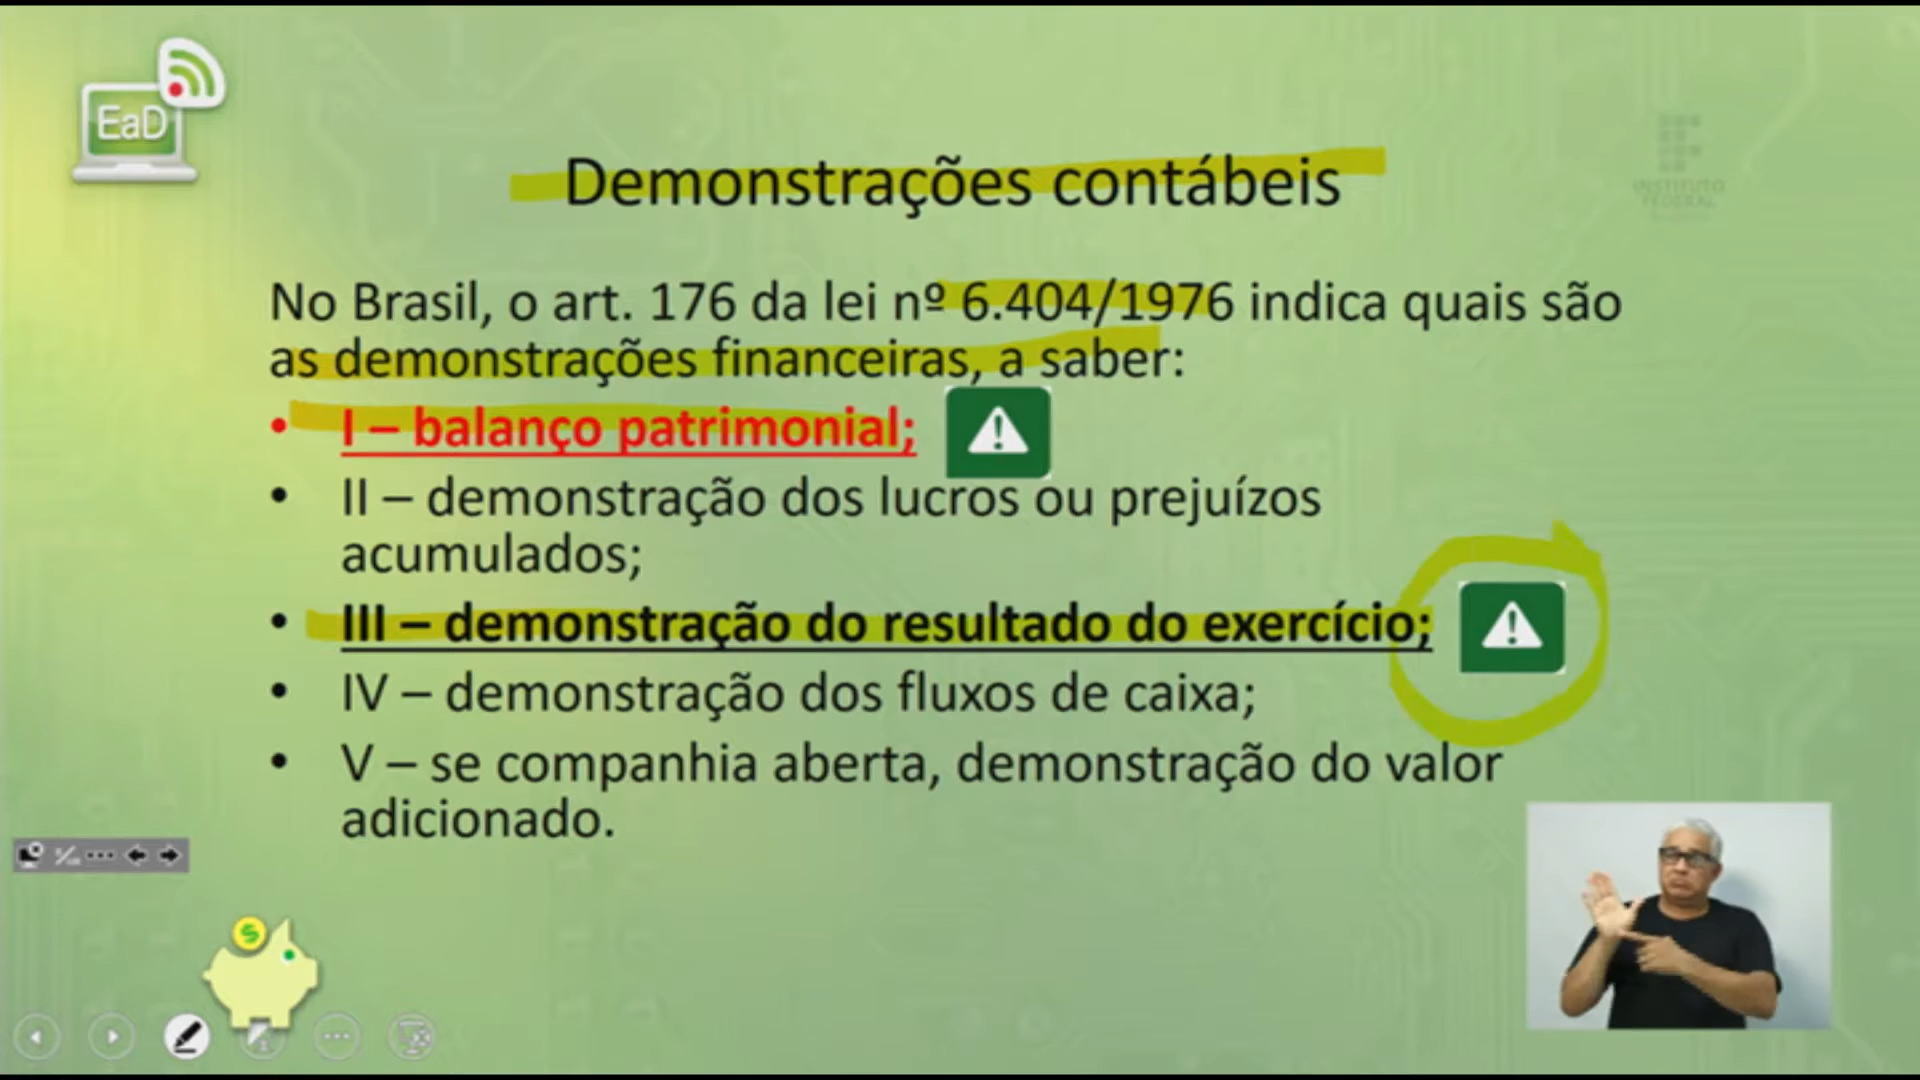 EaD
Demonstrações contábeis
INSTITUTO
FEDERAL
No Brasil, o art. 176 da lei nº 6.404/1976 indica quais são
as demonstrações financeiras, a saber:
• I – balanço patrimonial;
• II – demonstração dos lucros ou prejuízos
acumulados;
• III – demonstração do resultado do exercício;
• IV – demonstração dos fluxos de caixa;
• V – se companhia aberta, demonstração do valor
adicionado.